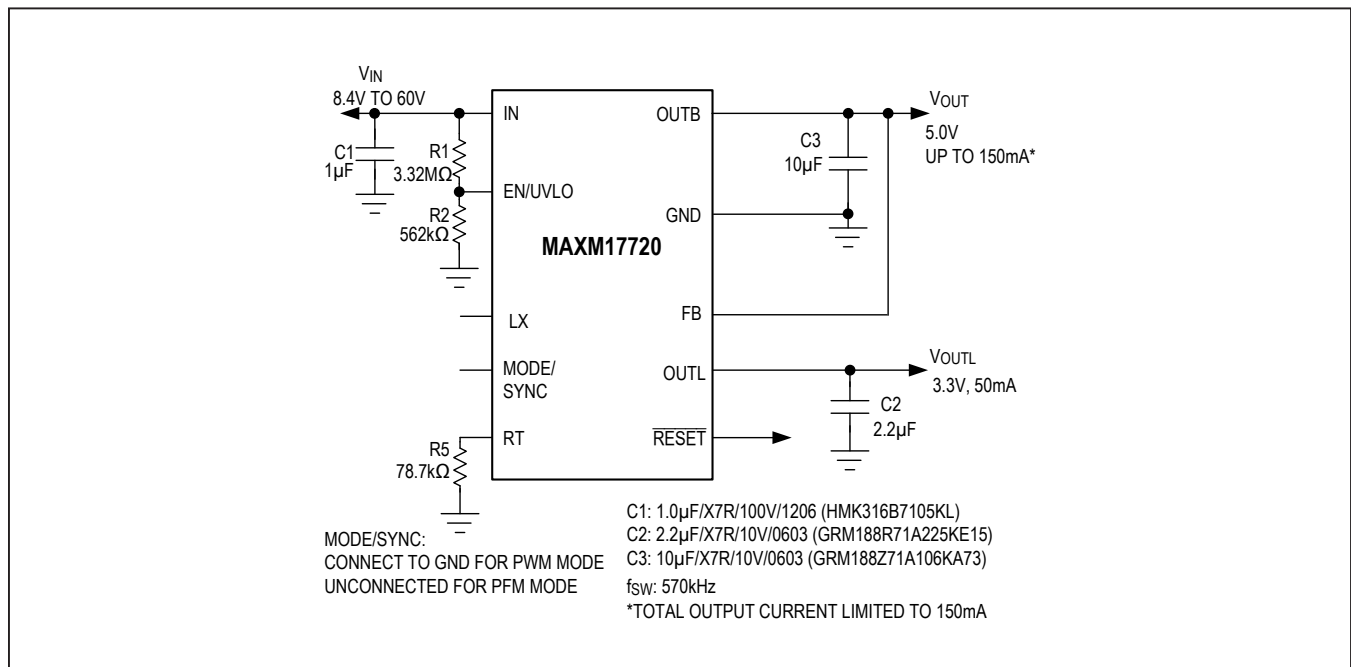 VIN
8.4V TO 60V
C1
1µF
R1
3.32MΩ
R2
562kΩ
IN
EN/UVLO
LX
MODE/
SYNC
RT
R5
78.7kΩ
MAXM17720
OUTB
GND
FB
OUTL
RESET
C3
10µF
VOUT
5.0V
UP TO 150mA*
VOUTL
3.3V, 50mA
C2
2.2µF
MODE/SYNC:
CONNECT TO GND FOR PWM MODE
UNCONNECTED FOR PFM MODE
C1: 1.0µF/X7R/100V/1206 (HMK316B7105KL)
C2: 2.2µF/X7R/10V/0603 (GRM188R71A225KE15)
C3: 10µF/X7R/10V/0603 (GRM188Z71A106KA73)
fSW: 570kHz
*TOTAL OUTPUT CURRENT LIMITED TO 150mA